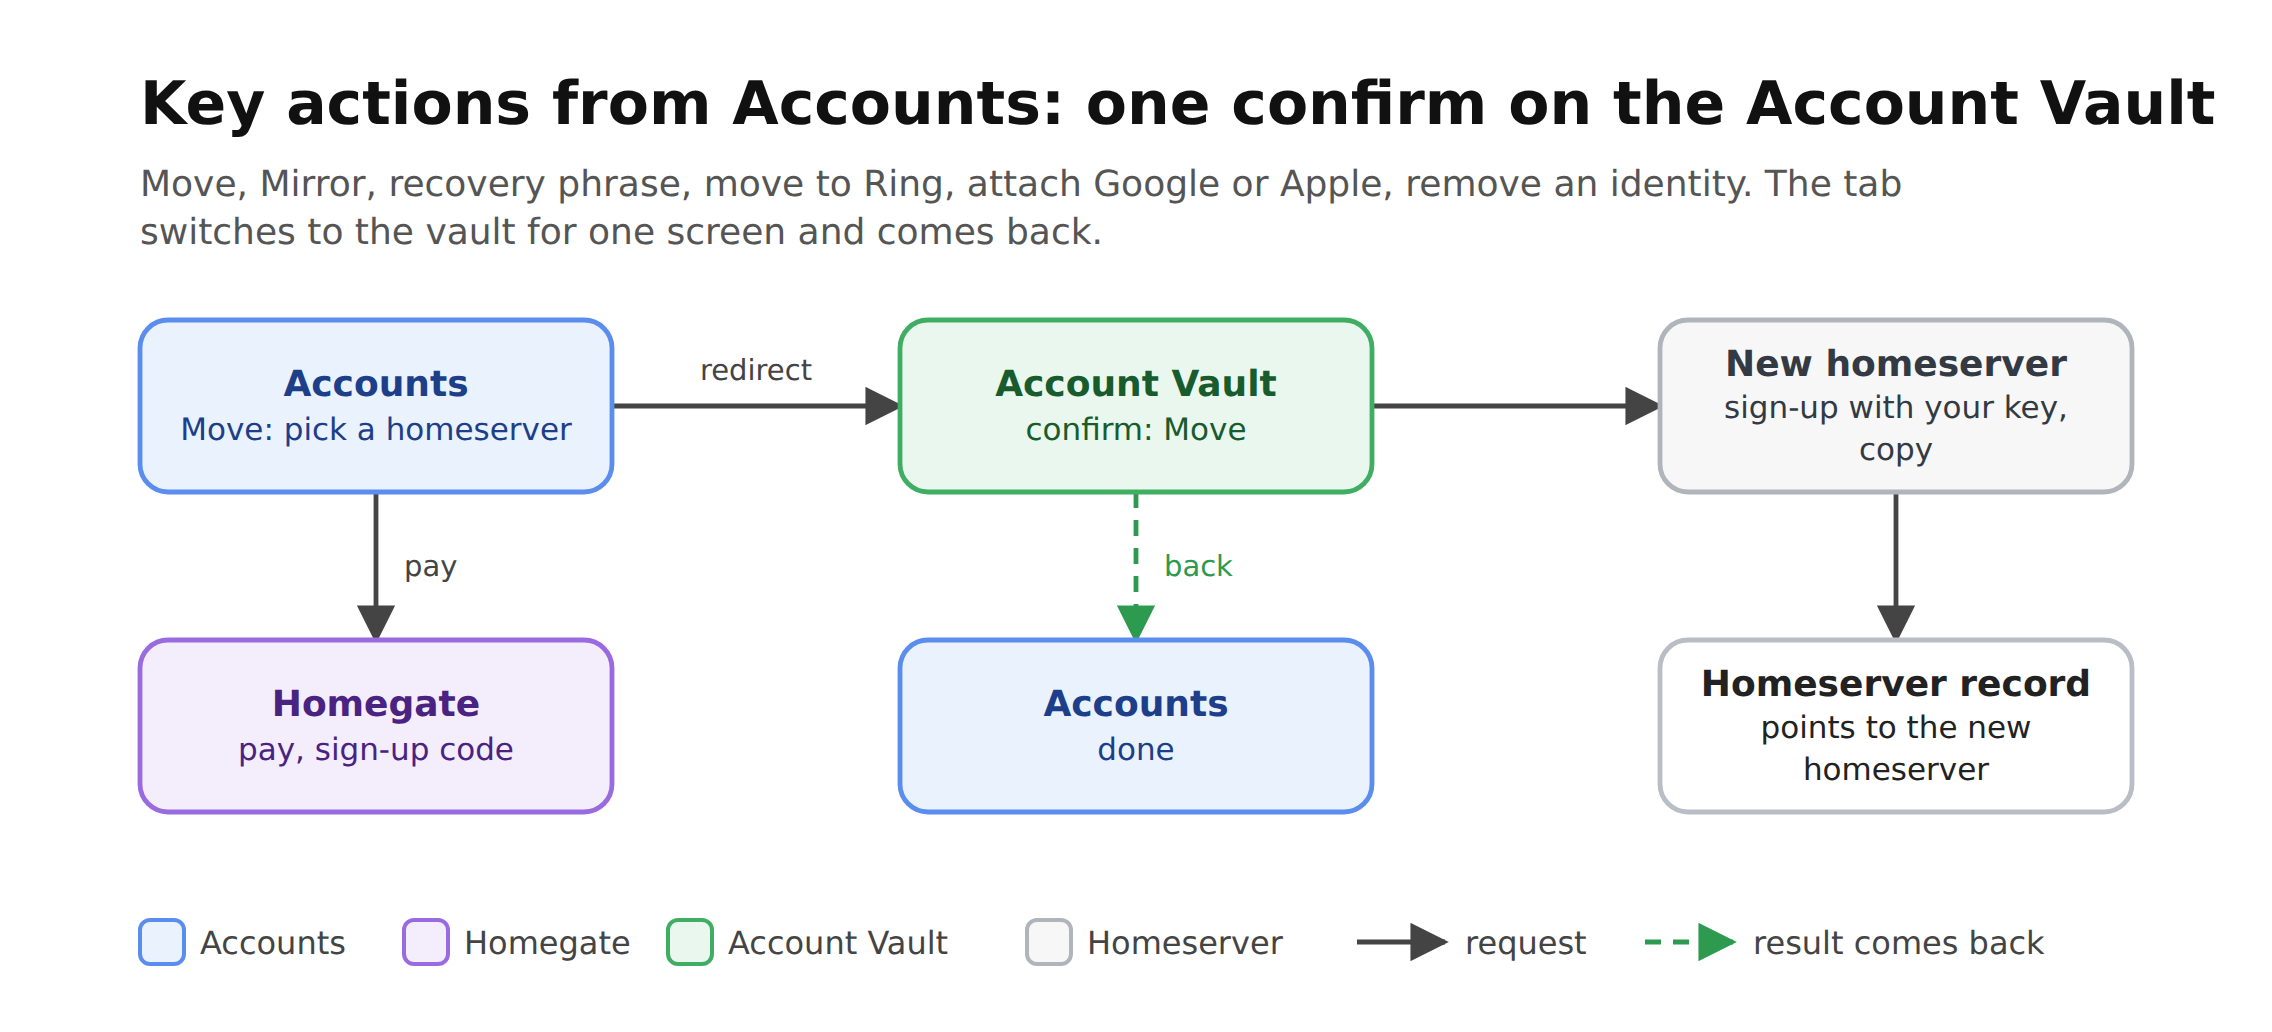 Key actions from Accounts: one confirm on the Account Vault
Move, Mirror, recovery phrase, move to Ring, attach Google or Apple, remove an identity. The tab
switches to the vault for one screen and comes back.
Accounts
Move: pick a homeserver
redirect
Account Vault
confirm: Move
New homeserver
sign-up with your key,
copy
pay
back
Homegate
pay, sign-up code
Accounts
done
Homeserver record
points to the new
homeserver
Accounts
Homegate
Account Vault
Homeserver
request
result comes back